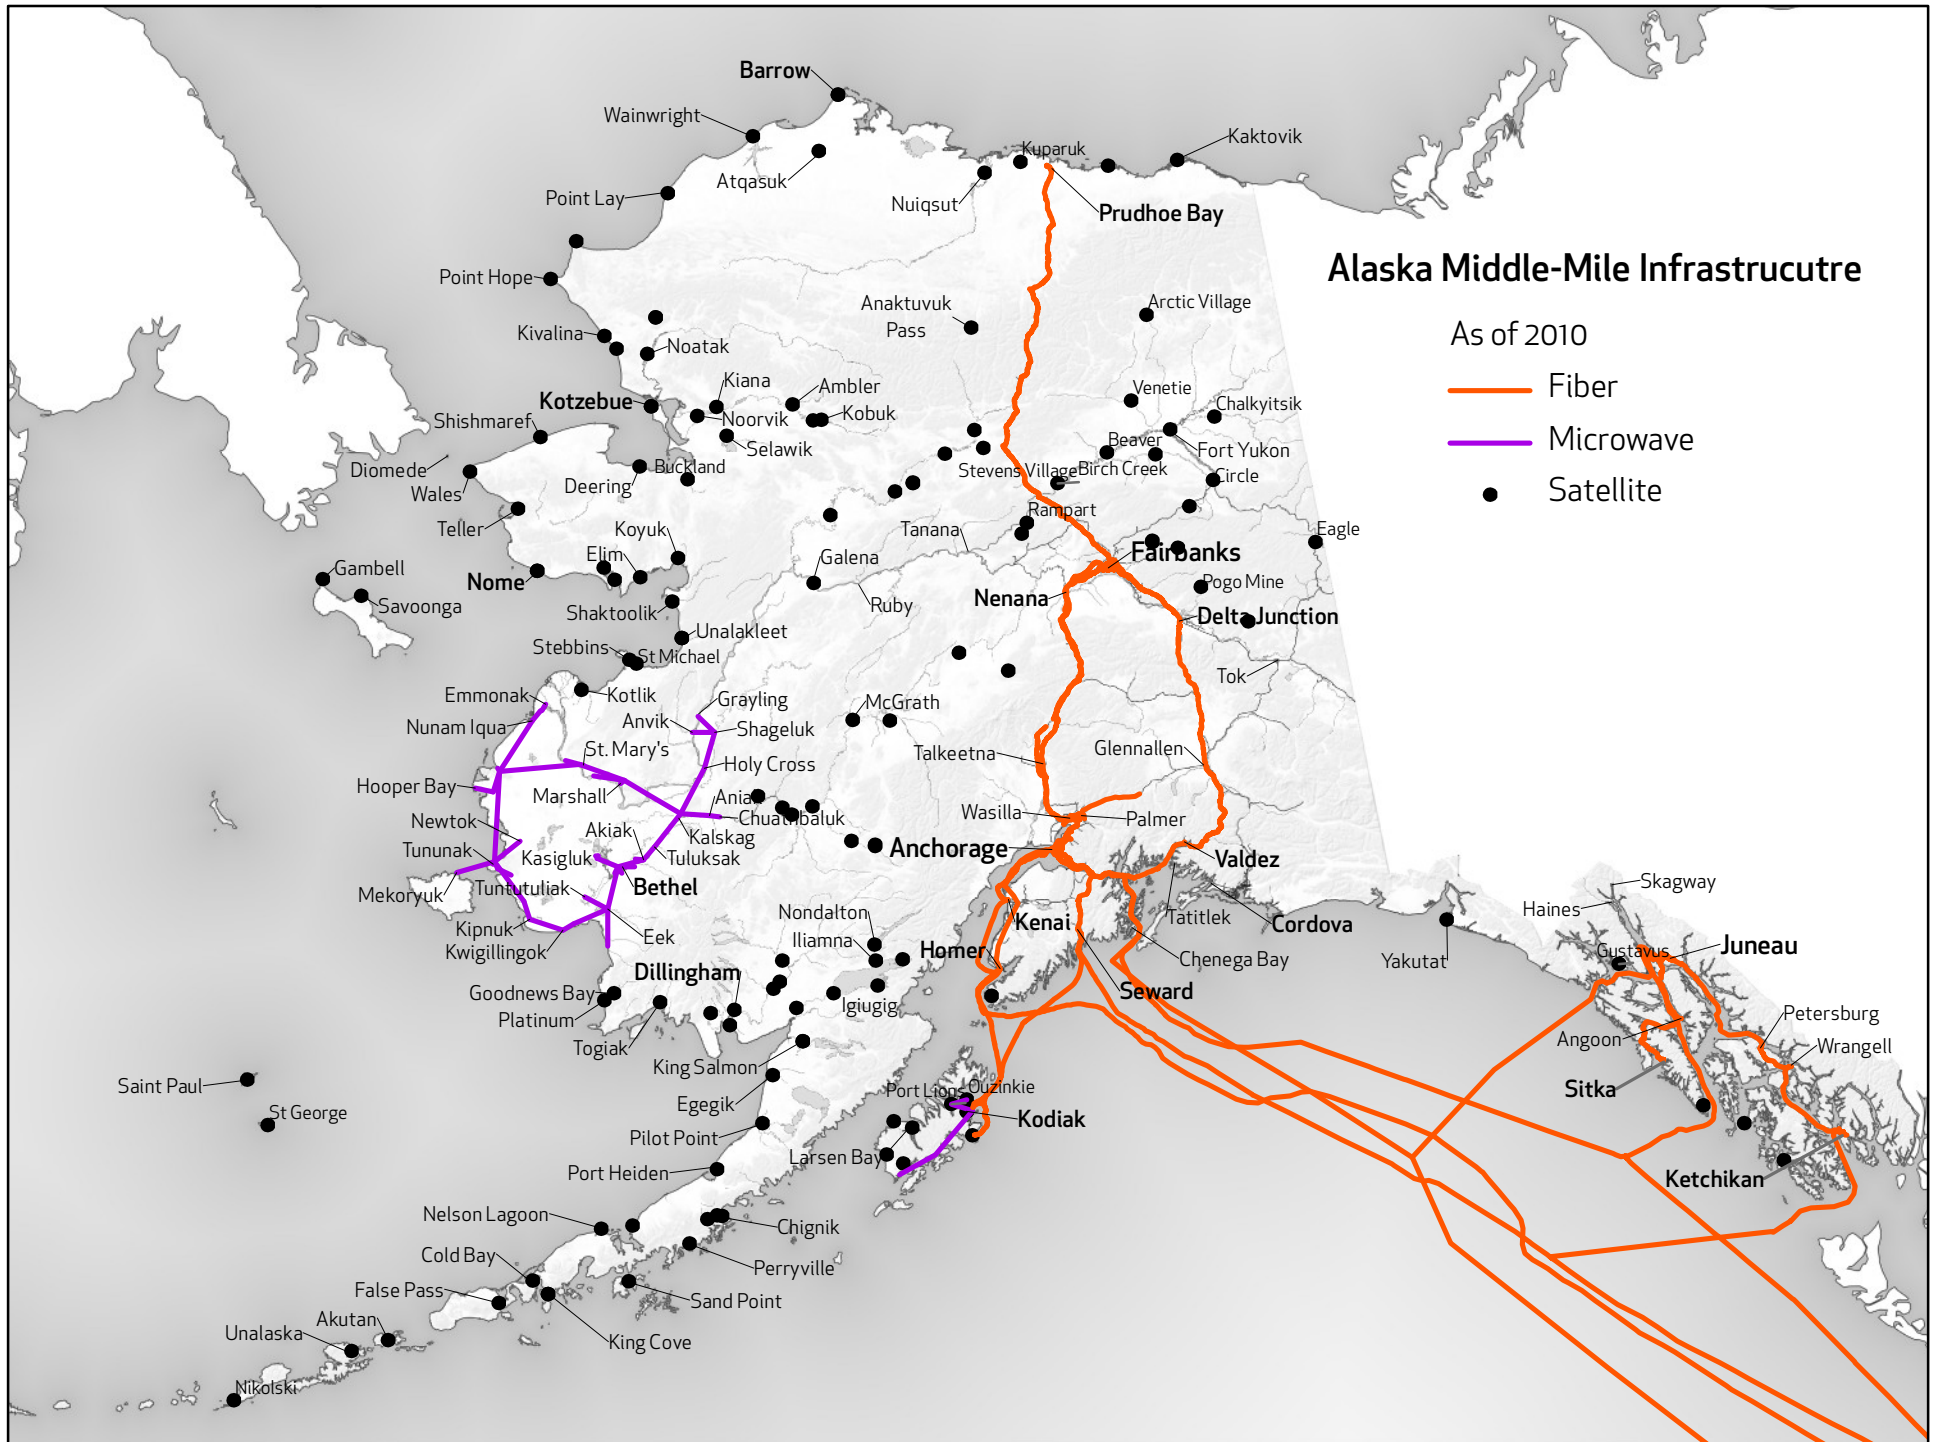 Barrow
Wainwright
Kaktovik
Kuparuk
Atqasuk
Point Lay
Nuiqsut
Prudhoe Bay
Alaska Middle-Mile Infrastrucutre
As of 2010
Fiber
Microwave
Satellite
Point Hope
Anaktuvuk
Pass
Arctic Village
Kivalina
Noatak
Kiana
Ambler
Venetie
Kotzebue
Noorvik
Kobuk
Chalkyitsik
Shishmaref
Selawik
Beaver
Fort Yukon
Diomede
Buckland
Stevens Village
Birch Creek
Circle
Wales
Deering
Teller
Koyuk
Tanana
Rampart
Eagle
Elim
Galena
Fairbanks
Gambell
Nome
Pogo Mine
Savoonga
Shaktoolik
Ruby
Nenana
Delta Junction
Unalakleet
Stebbins
St Michael
Tok
Emmonak
Kotlik
Grayling
McGrath
Nunam Iqua
Anvik
Shageluk
St. Mary's
Talkeetna
Glennallen
Holy Cross
Hooper Bay
Marshall
Aniak
Chuathbaluk
Wasilla
Palmer
Newtok
Akiak
Kalskag
Tununak
Kasigluk
Tuluksak
Anchorage
Valdez
Mekoryuk
Tuntutuliak
Bethel
Skagway
Haines
Nondalton
Kenai
Tatitlek
Cordova
Kipnuk
Eek
Iliamna
Homer
Kwigillingok
Chenega Bay
Yakutat
Gustavus
Juneau
Dillingham
Goodnews Bay
Igiugig
Seward
Platinum
Petersburg
Togiak
Angoon
Wrangell
King Salmon
Saint Paul
Egegik
Port Lions
Ouzinkie
Sitka
St George
Kodiak
Pilot Point
Larsen Bay
Port Heiden
Ketchikan
Nelson Lagoon
Chignik
Cold Bay
Perryville
False Pass
Sand Point
Akutan
Unalaska
King Cove
Nikolski